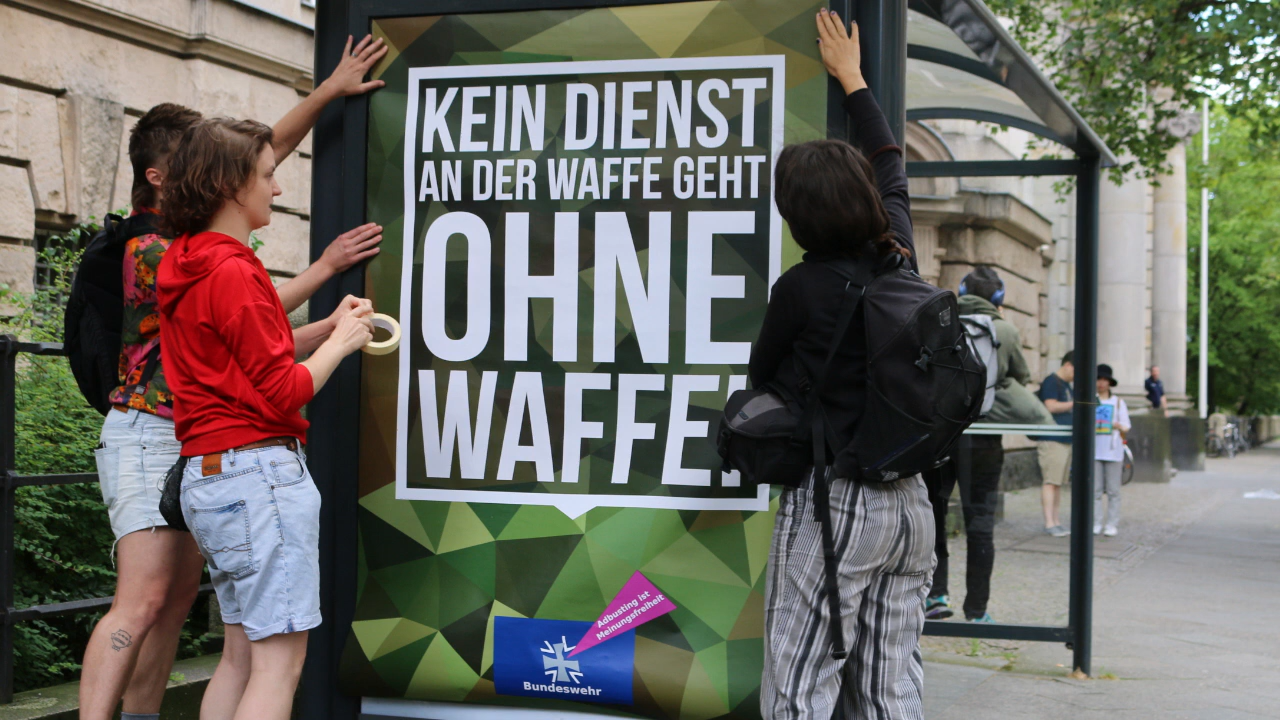 KEIN DIENST
AN DER WAFFE GEHT
OHNE
WAFFE!
Adbusting ist
Meinungsfreiheit
Bundeswehr